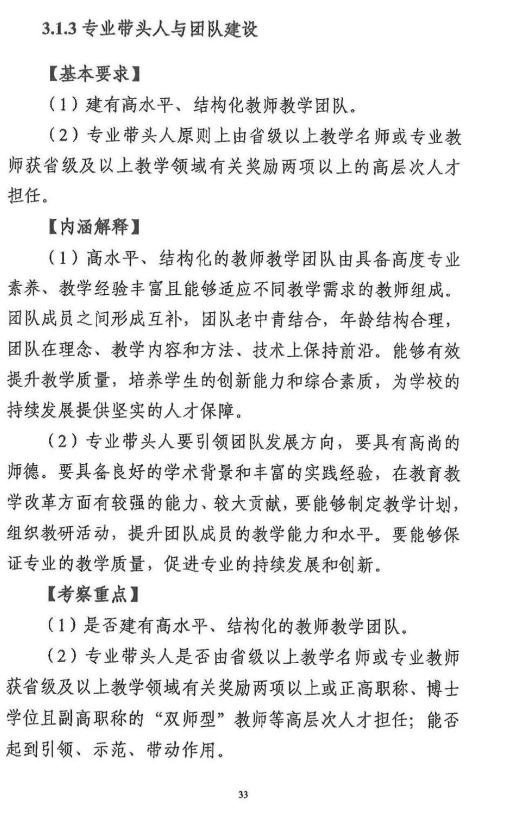 3.1.3 专业带头人与团队建设
【基本要求】
（1）建有高水平、结构化教师教学团队。
（2）专业带头人原则上由省级以上教学名师或专业教
师获省级及以上教学领域有关奖励两项以上的高层次人才
担任。
【内涵解释】
（1）高水平、结构化的教师教学团队由具备高度专业
素养、教学经验丰富且能够适应不同教学需求的教师组成。
团队成员之间形成互补，团队老中青结合，年龄结构合理，
团队在理念、教学内容和方法、技术上保持前沿。能够有效
提升教学质量，培养学生的创新能力和综合素质，为学校的
持续发展提供坚实的人才保障。
（2）专业带头人要引领团队发展方向，要具有高尚的
师德。要具备良好的学术背景和丰富的实践经验，在教育教
学改革方面有较强的能力、较大贡献，要能够制定教学计划，
组织教研活动，提升团队成员的教学能力和水平。要能够保
证专业的教学质量，促进专业的持续发展和创新。
【考察重点】
（1）是否建有高水平、结构化的教师教学团队。
（2）专业带头人是否由省级以上教学名师或专业教师
获省级及以上教学领域有关奖励两项以上或正高职称、博士
学位且副高职称的“双师型”教师等高层次人才担任；能否
起到引领、示范、带动作用。
33